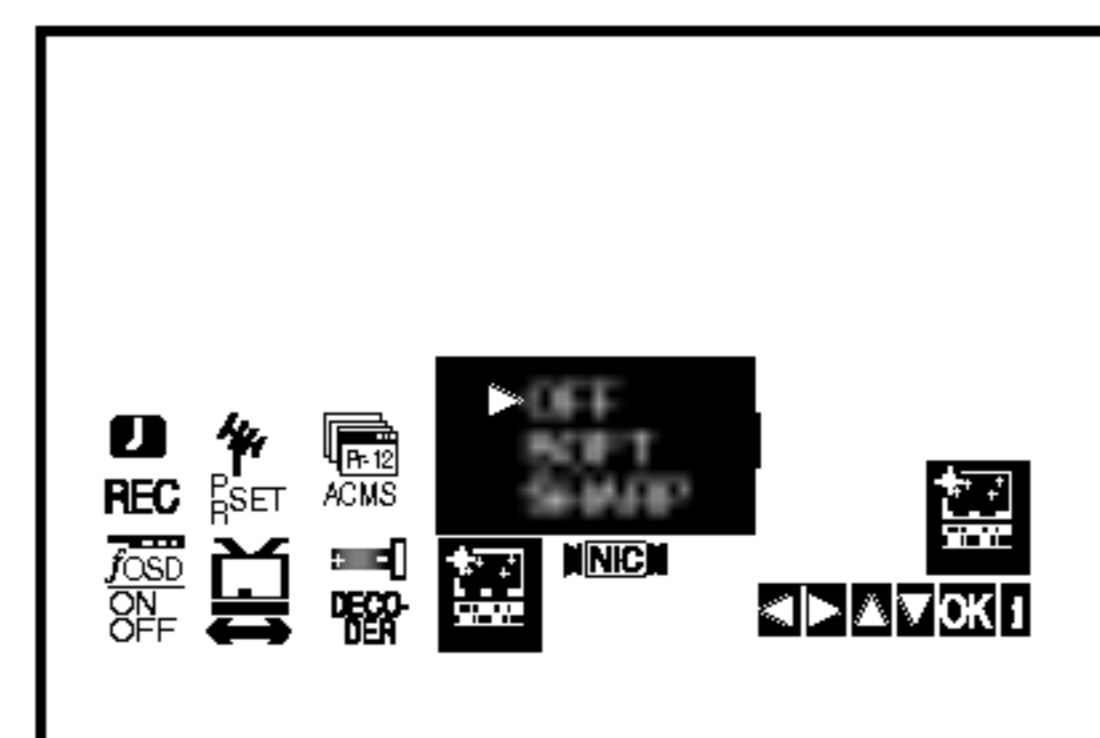 OFF
SOFT
SHARP
REC
PR SET
Pr-12
ACMS
NIC
fOSD
ON
OFF
DECO-
DER
OK i